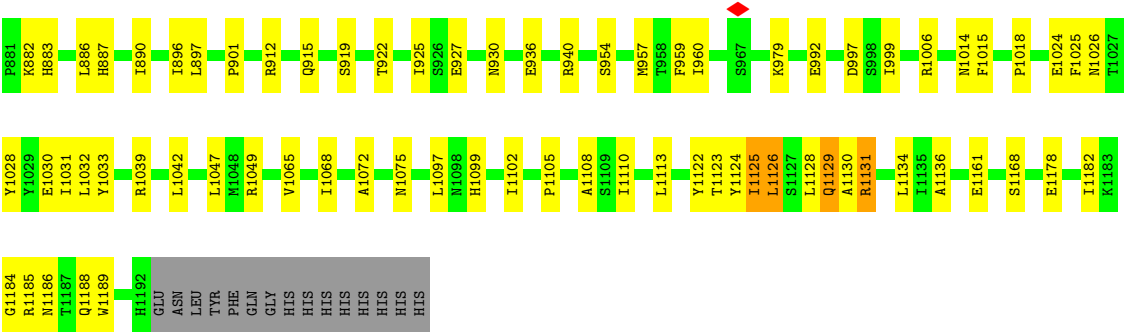 P881 K882 H883 L886 H887 I890 I896 L897 P901 R912 Q915 S919 T922 I925 S926 E927 N930 E936 R940 S954 M957 T958 F959 I960 S967 K979 E992 D997 S998 I999 R1006 N1014 F1015 P1018 E1024 F1025 N1026 T1027
Y1028 Y1029 E1030 I1031 L1032 Y1033 R1039 L1042 L1047 M1048 R1049 V1065 I1068 A1072 N1075 L1097 N1098 H1099 I1102 P1105 A1108 S1109 I1110 L1113 Y1122 T1123 Y1124 I1125 L1126 S1127 L1128 Q1129 A1130 R1131 L1134 I1135 A1136 E1161 S1168 E1178 I1182 K1183
G1184 R1185 N1186 T1187 Q1188 W1189 H1192 GLU ASN LEU TYR PHE GLN GLY HIS HIS HIS HIS HIS HIS HIS HIS